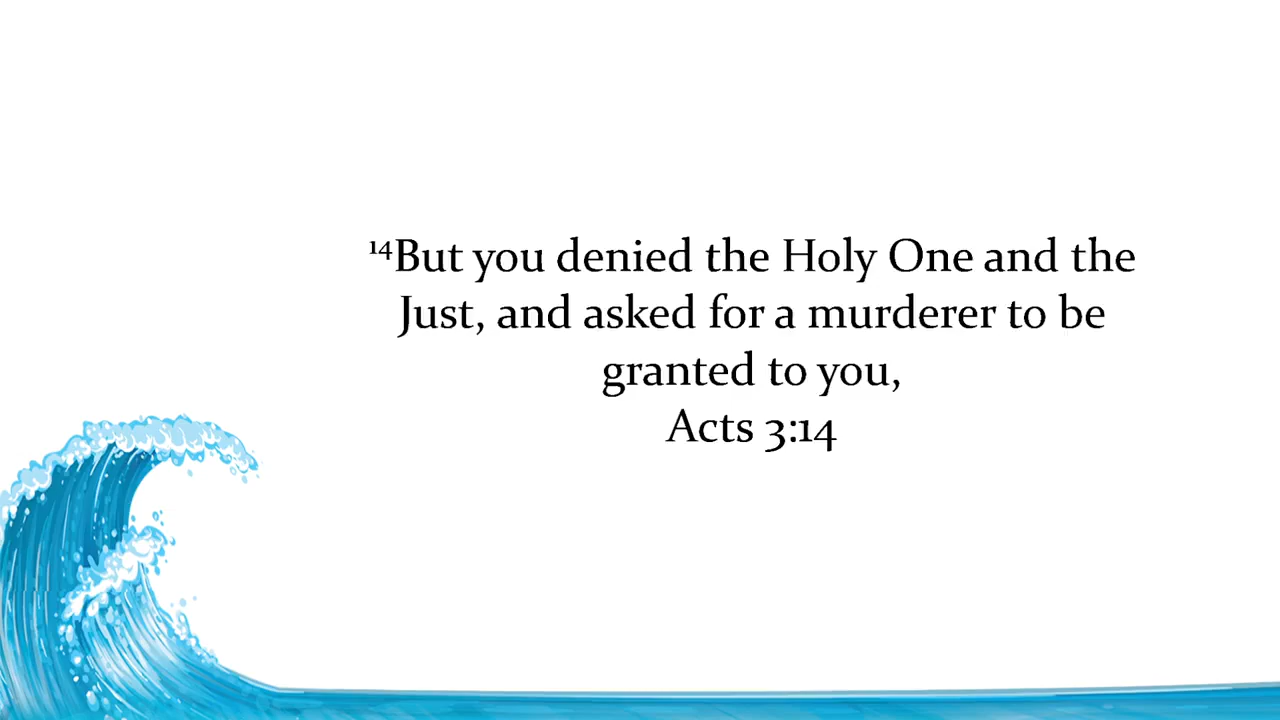 ¹⁴But you denied the Holy One and the
Just, and asked for a murderer to be
granted to you,
Acts 3:14